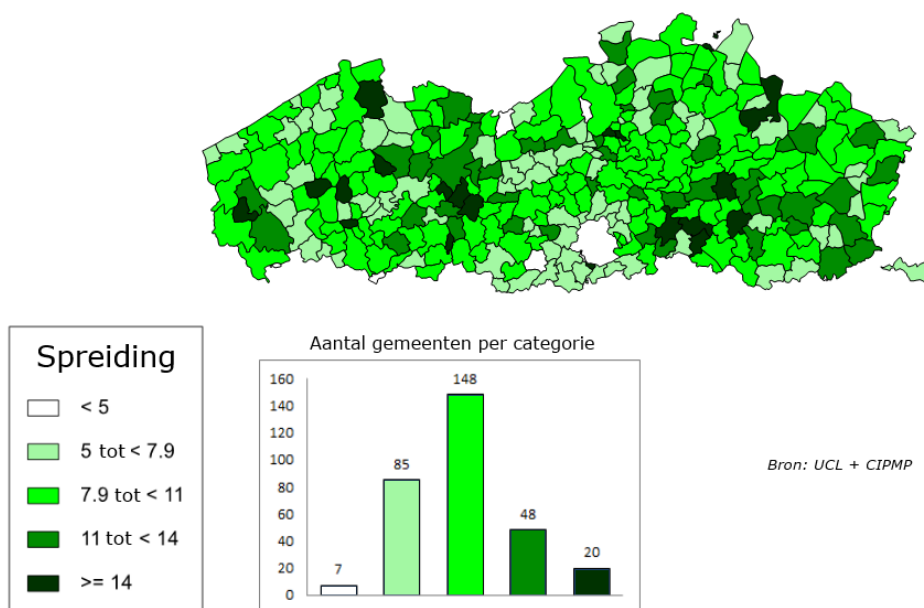 Spreiding
< 5
5 tot < 7.9
7.9 tot < 11
11 tot < 14
>= 14
Aantal gemeenten per categorie
160
140
120
100
80
60
40
20
0
7
85
148
48
20
Bron: UCL + CIPMP